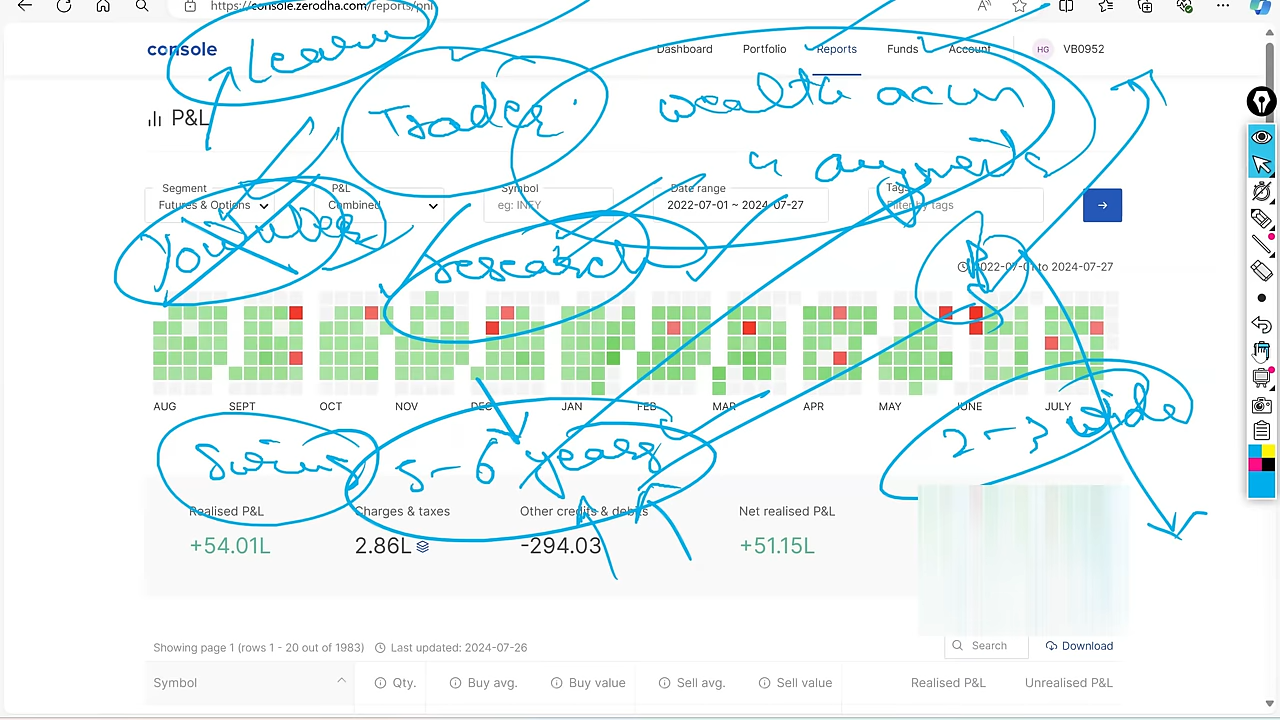 https://console.zerodha.com/reports/pnl
console Dashboard Portfolio Reports Funds Account HG VB0952
Learn
Trader wealth
P&L
Segment P&L Symbol Date range Tags
Futures & Options Combined eg: INFY 2022-07-01 ~ 2024-07-27 Filter by tags
Youtuber research
2022-07-01 to 2024-07-27
AUG SEPT OCT NOV DEC JAN FEB MAR APR MAY JUNE JULY
5-6 years 2-3
Realised P&L Charges & taxes Other credits & debits Net realised P&L
+54.01L 2.86L -294.03 +51.15L
Showing page 1 (rows 1 - 20 out of 1983) Last updated: 2024-07-26 Search Download
Symbol Qty. Buy avg. Buy value Sell avg. Sell value Realised P&L Unrealised P&L